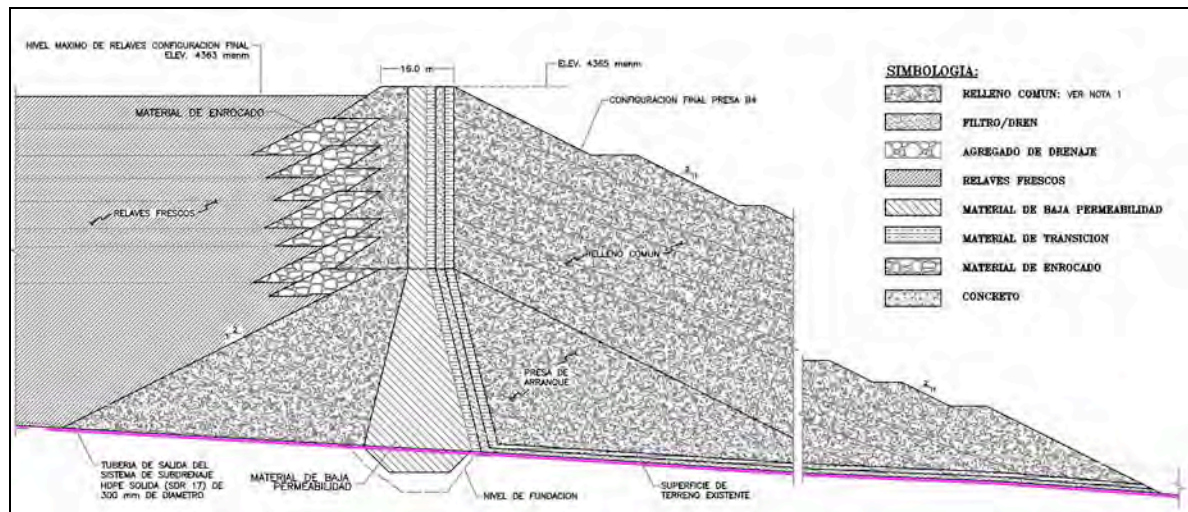 NIVEL MAXIMO DE RELAVES CONFIGURACION FINAL
ELEV. 4363 msnm
16.0 m
ELEV. 4365 msnm
MATERIAL DE ENROCADO
CONFIGURACION FINAL PRESA B4
RELAVES FRESCOS
RELLENO COMUN
PRESA DE
ARRANQUE
TUBERIA DE SALIDA DEL
SISTEMA DE SUBDRENAJE
HDPE SOLIDA (SDR 17) DE
300 mm DE DIAMETRO
MATERIAL DE BAJA
PERMEABILIDAD
NIVEL DE FUNDACION
SUPERFICIE DE
TERRENO EXISTENTE
SIMBOLOGIA:
RELLENO COMUN: VER NOTA 1
FILTRO/DREN
AGREGADO DE DRENAJE
RELAVES FRESCOS
MATERIAL DE BAJA PERMEABILIDAD
MATERIAL DE TRANSICION
MATERIAL DE ENROCADO
CONCRETO